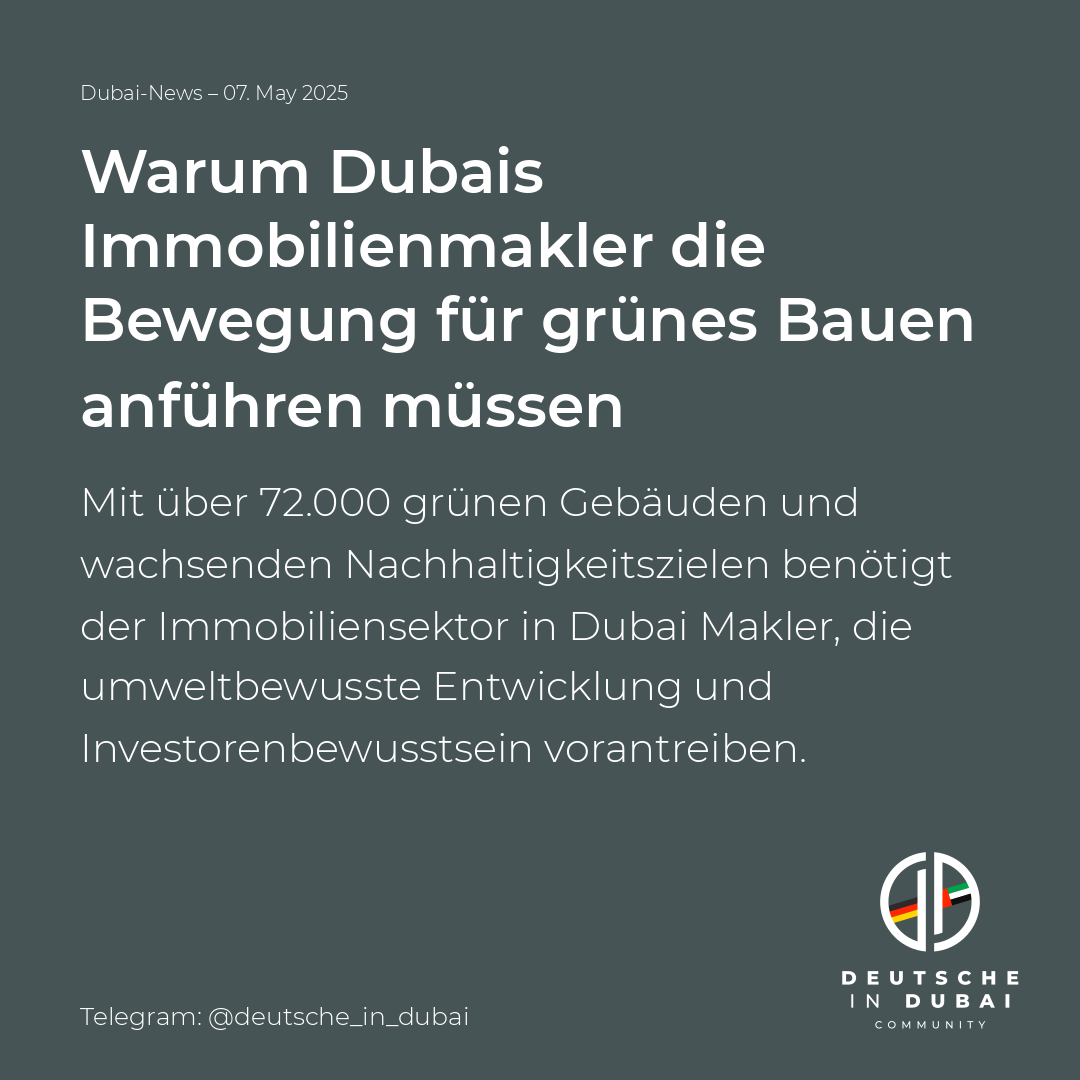 Dubai-News – 07. May 2025
Warum Dubais
Immobilienmakler die
Bewegung für grünes Bauen
anführen müssen
Mit über 72.000 grünen Gebäuden und
wachsenden Nachhaltigkeitszielen benötigt
der Immobiliensektor in Dubai Makler, die
umweltbewusste Entwicklung und
Investorenbewusstsein vorantreiben.
DEUTSCHE
IN DUBAI
COMMUNITY
Telegram: @deutsche_in_dubai